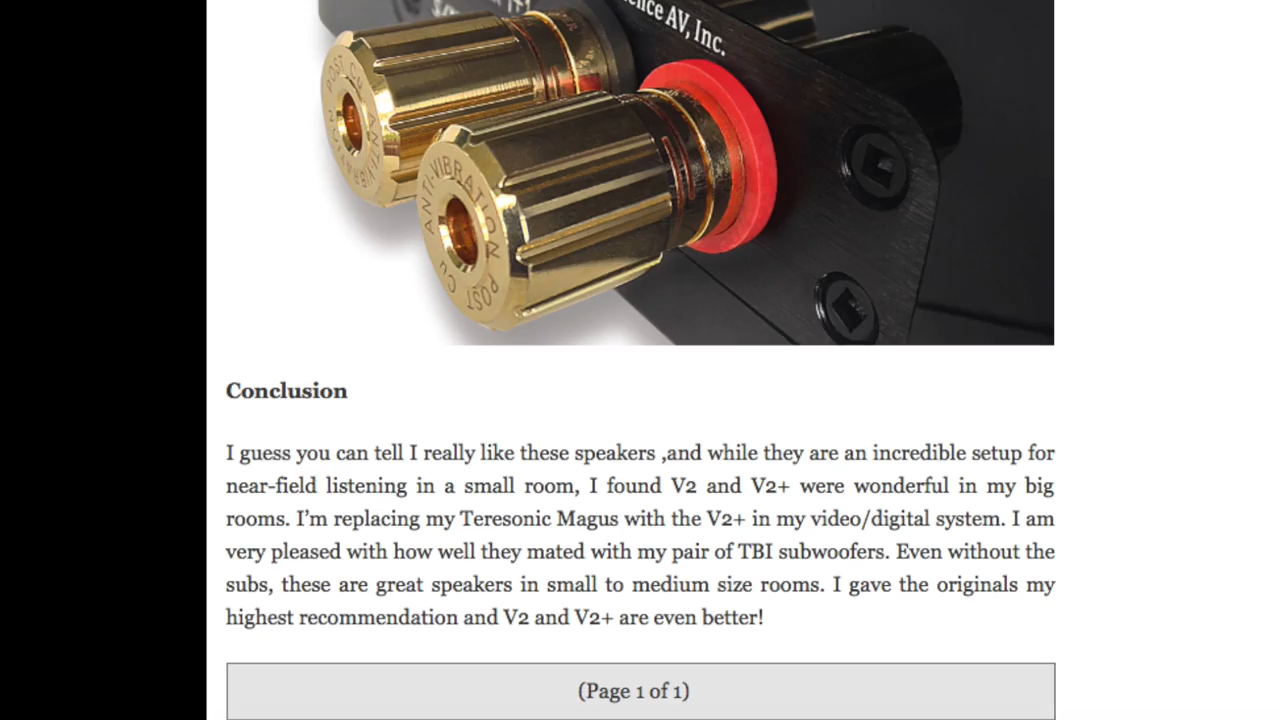 ence AV, Inc.
POST CU ANTI-VIBRATION
ANTI-VIBRATION POST CU
Conclusion
I guess you can tell I really like these speakers ,and while they are an incredible setup for
near-field listening in a small room, I found V2 and V2+ were wonderful in my big
rooms. I’m replacing my Teresonic Magus with the V2+ in my video/digital system. I am
very pleased with how well they mated with my pair of TBI subwoofers. Even without the
subs, these are great speakers in small to medium size rooms. I gave the originals my
highest recommendation and V2 and V2+ are even better!
(Page 1 of 1)